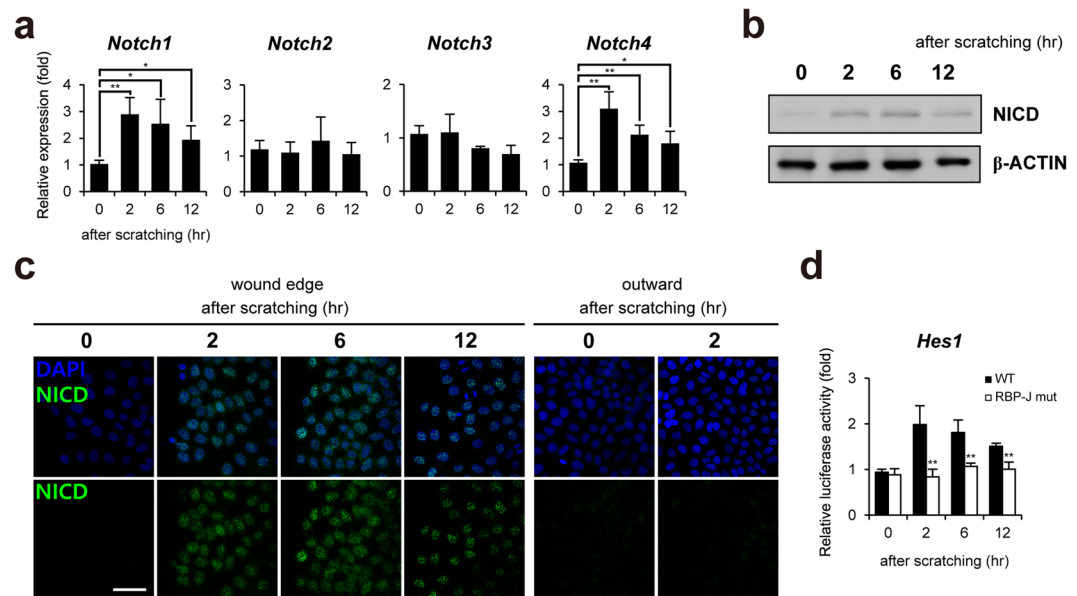 a
Notch1 Notch2 Notch3 Notch4
Relative expression (fold)
4 3 2 1 0
* * **
0 2 6 12
after scratching (hr)
3 2 1 0
0 2 6 12
2 1 0
0 2 6 12
4 3 2 1 0
* ** **
0 2 6 12
b
after scratching (hr)
0 2 6 12
NICD
β-ACTIN
c
wound edge
after scratching (hr)
outward
after scratching (hr)
0 2 6 12 0 2
DAPI
NICD
NICD
d
Hes1
WT
RBP-J mut
Relative luciferase activity (fold)
3 2 1 0
** ** **
0 2 6 12
after scratching (hr)